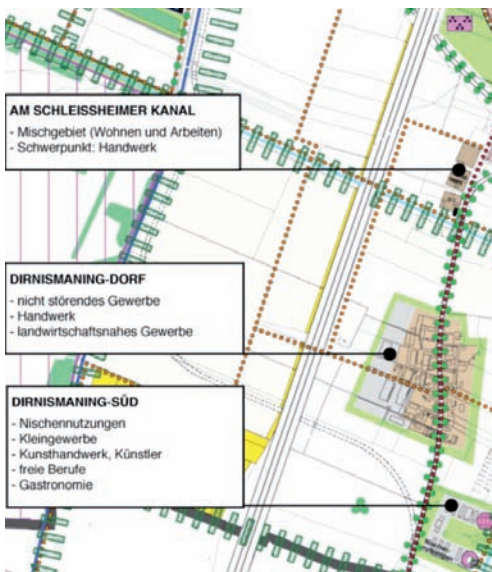 AM SCHLEISSHEIMER KANAL
- Mischgebiet (Wohnen und Arbeiten)
- Schwerpunkt: Handwerk
DIRNISMANING-DORF
- nicht störendes Gewerbe
- Handwerk
- landwirtschaftsnahes Gewerbe
DIRNISMANING-SÜD
- Nischennutzungen
- Kleingewerbe
- Kunsthandwerk, Künstler
- freie Berufe
- Gastronomie